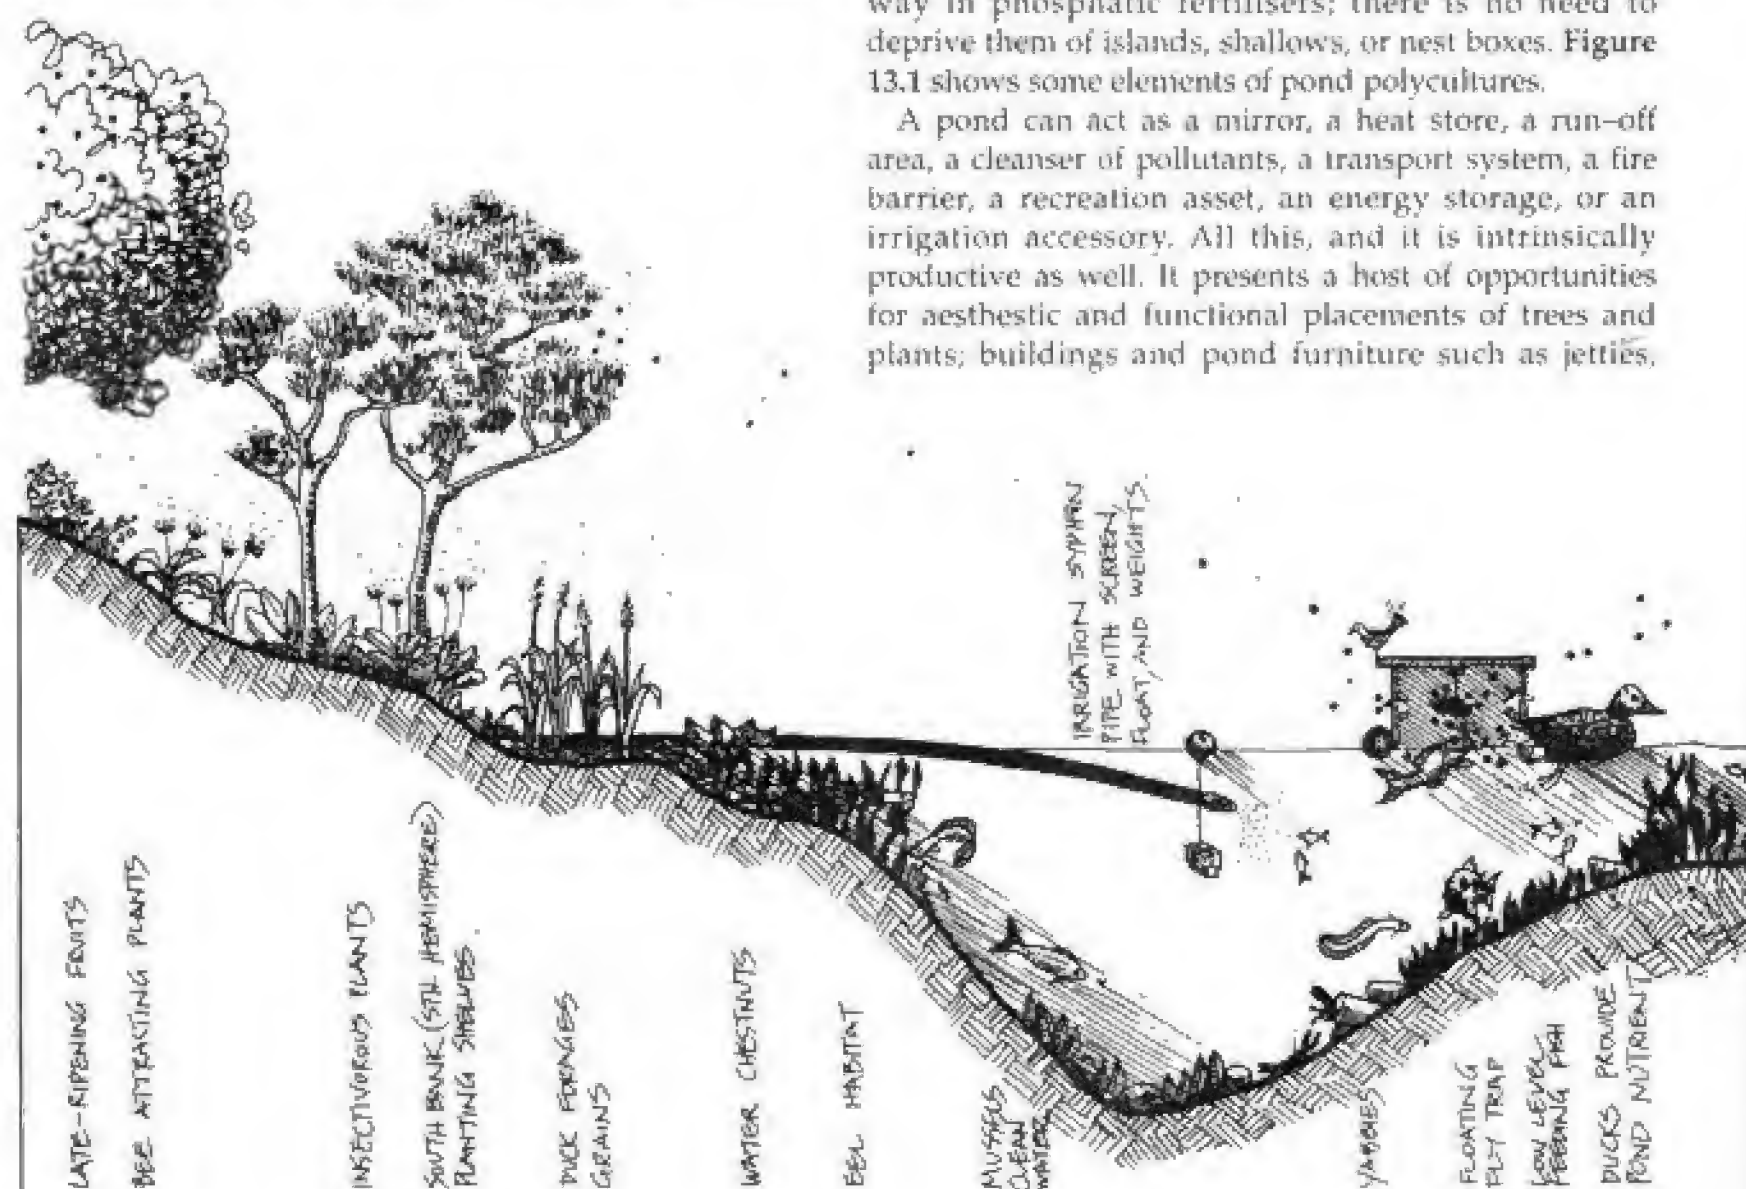 way in phosphatic fertilisers; there is no need to
deprive them of islands, shallows, or nest boxes. Figure
13.1 shows some elements of pond polycultures.
A pond can act as a mirror, a heat store, a run-off
area, a cleanser of pollutants, a transport system, a fire
barrier, a recreation asset, an energy storage, or an
irrigation accessory. All this, and it is intrinsically
productive as well. It presents a host of opportunities
for aesthestic and functional placements of trees and
plants; buildings and pond furniture such as jetties,
IRRIGATION SYPHEN
PIPE WITH SCREEN,
FLOAT, AND WEIGHTS.
LATE-RIPENING FRUITS
BEE ATTRACTING PLANTS
INSECTIVOROUS PLANTS
SOUTH BANK (STH. HEMISPHERE)
PLANTING SHELVES.
DUCK FORAGES
GRAINS
WATER CHESTNUTS
EEL HABITAT
MUSSELS
CLEAN
WATER
YABBIES
FLOATING
FLY TRAP
LOW LEVEL-
FEEDING FISH
DUCKS PROVIDE
POND NUTRIENT